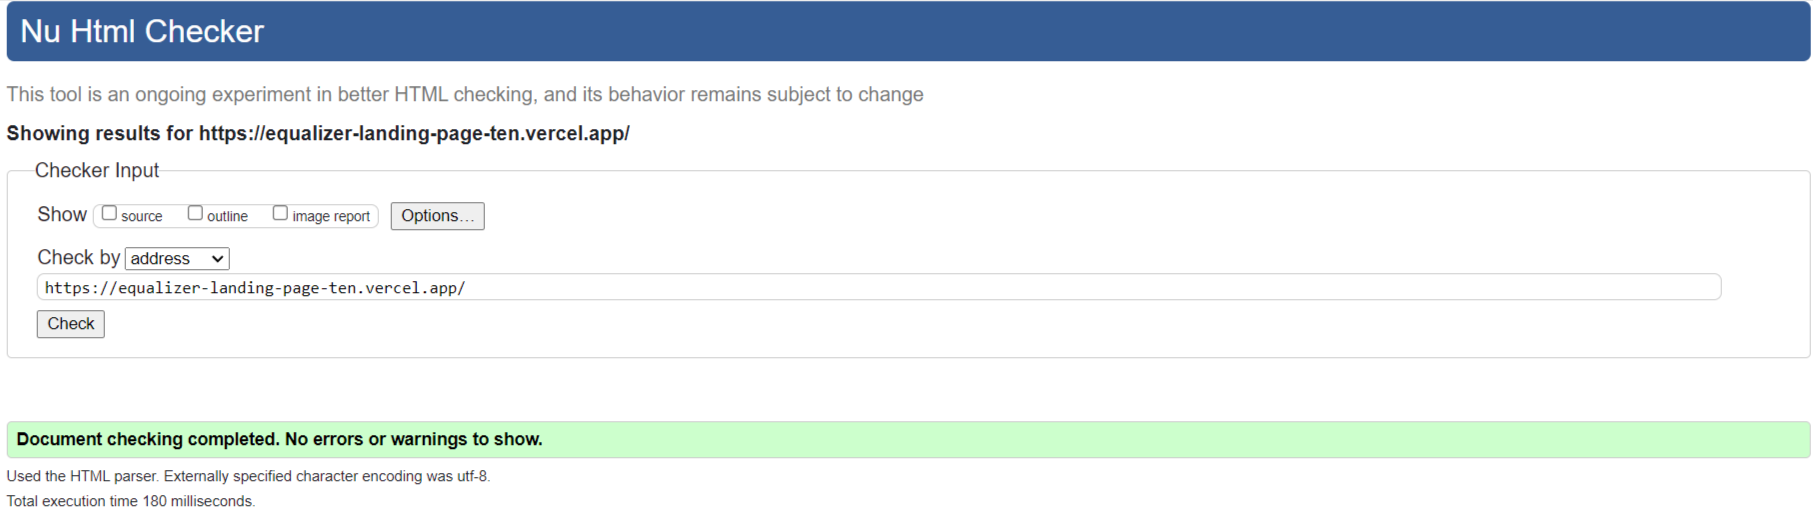 Nu Html Checker
This tool is an ongoing experiment in better HTML checking, and its behavior remains subject to change
Showing results for https://equalizer-landing-page-ten.vercel.app/
Checker Input
Show source outline image report Options...
Check by address
https://equalizer-landing-page-ten.vercel.app/
Check
Document checking completed. No errors or warnings to show.
Used the HTML parser. Externally specified character encoding was utf-8.
Total execution time 180 milliseconds.